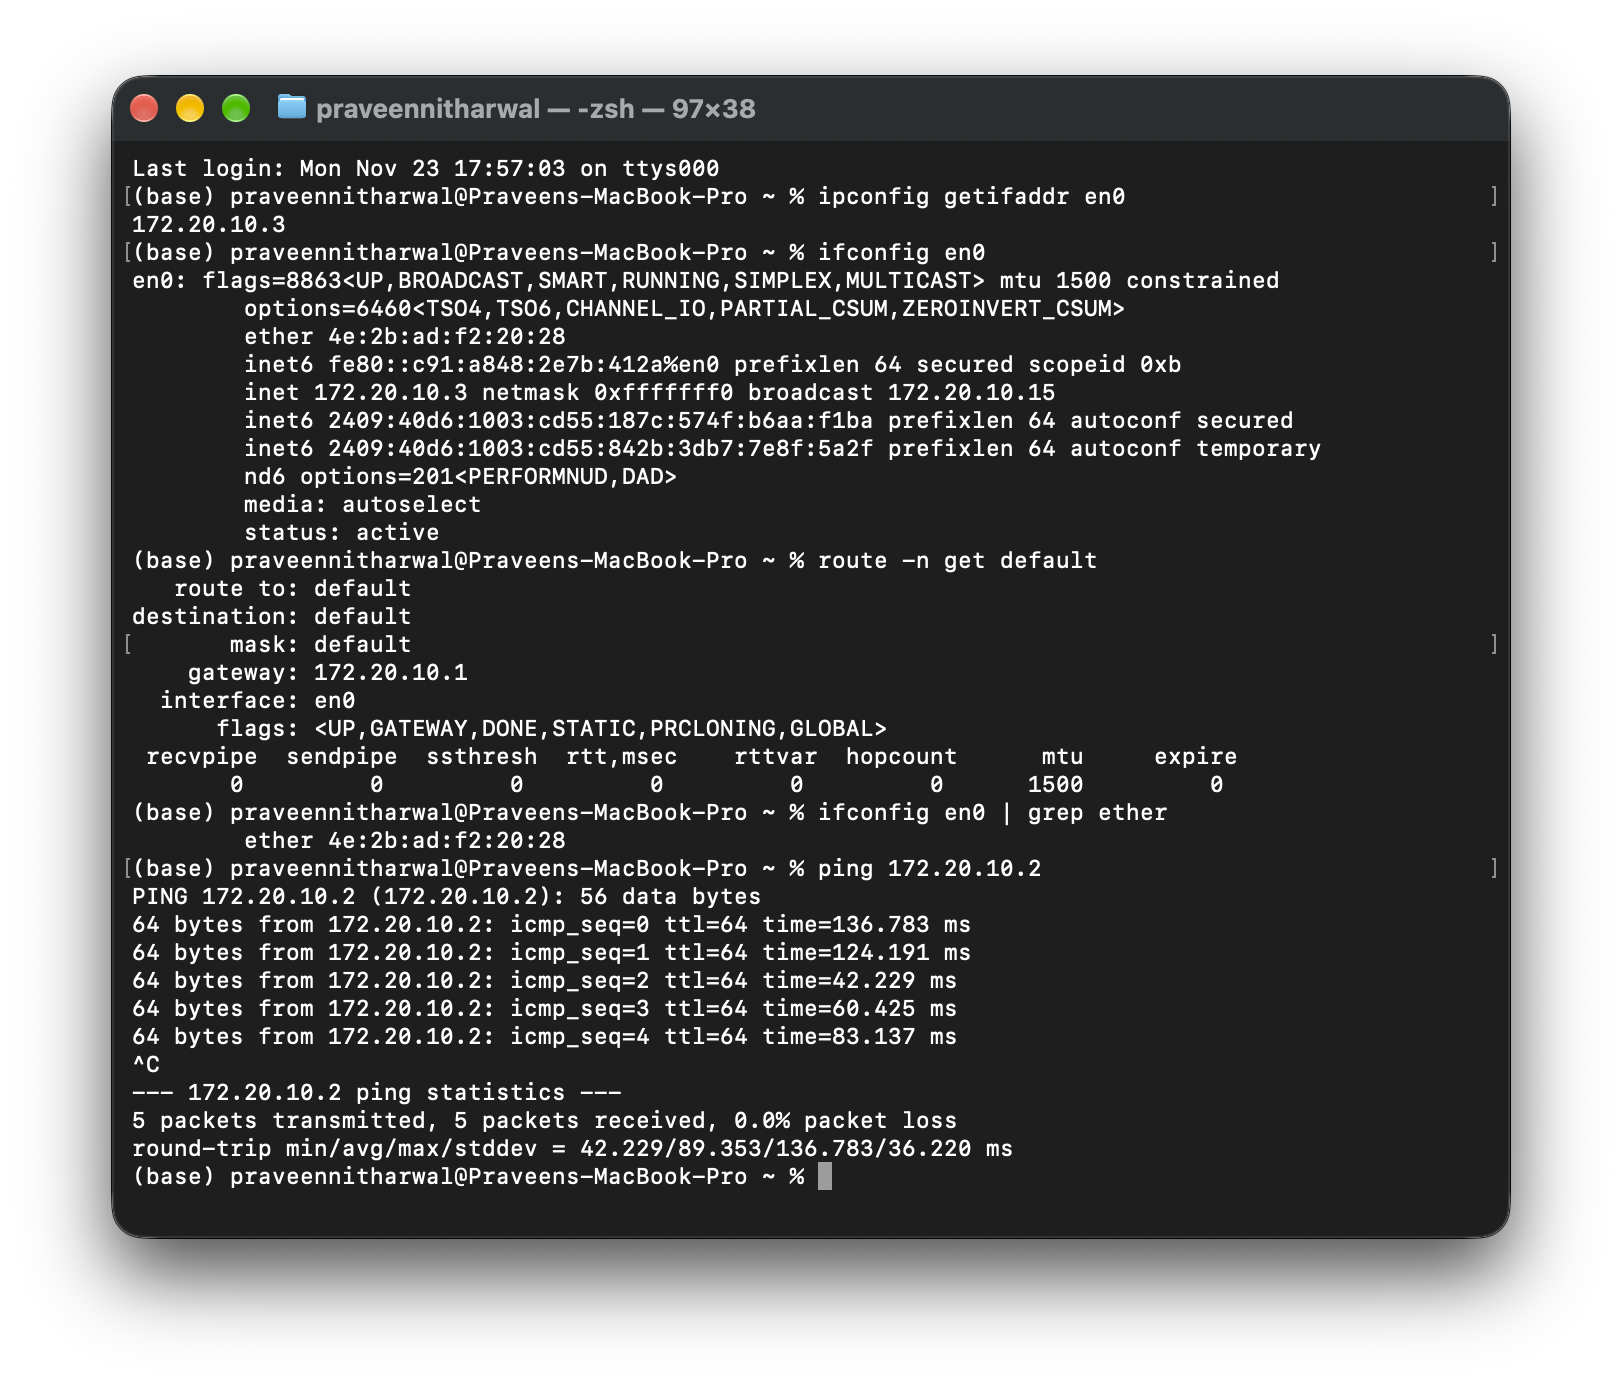 praveennitharwal — -zsh — 97×38
Last login: Mon Nov 23 17:57:03 on ttys000
[(base) praveennitharwal@Praveens-MacBook-Pro ~ % ipconfig getifaddr en0 ]
172.20.10.3
[(base) praveennitharwal@Praveens-MacBook-Pro ~ % ifconfig en0 ]
en0: flags=8863<UP,BROADCAST,SMART,RUNNING,SIMPLEX,MULTICAST> mtu 1500 constrained
        options=6460<TSO4,TSO6,CHANNEL_IO,PARTIAL_CSUM,ZEROINVERT_CSUM>
        ether 4e:2b:ad:f2:20:28
        inet6 fe80::c91:a848:2e7b:412a%en0 prefixlen 64 secured scopeid 0xb
        inet 172.20.10.3 netmask 0xfffffff0 broadcast 172.20.10.15
        inet6 2409:40d6:1003:cd55:187c:574f:b6aa:f1ba prefixlen 64 autoconf secured
        inet6 2409:40d6:1003:cd55:842b:3db7:7e8f:5a2f prefixlen 64 autoconf temporary
        nd6 options=201<PERFORMNUD,DAD>
        media: autoselect
        status: active
(base) praveennitharwal@Praveens-MacBook-Pro ~ % route -n get default
   route to: default
destination: default
[       mask: default ]
    gateway: 172.20.10.1
  interface: en0
      flags: <UP,GATEWAY,DONE,STATIC,PRCLONING,GLOBAL>
 recvpipe  sendpipe  ssthresh  rtt,msec    rttvar  hopcount      mtu     expire
       0         0         0         0         0         0      1500         0
(base) praveennitharwal@Praveens-MacBook-Pro ~ % ifconfig en0 | grep ether
        ether 4e:2b:ad:f2:20:28
[(base) praveennitharwal@Praveens-MacBook-Pro ~ % ping 172.20.10.2 ]
PING 172.20.10.2 (172.20.10.2): 56 data bytes
64 bytes from 172.20.10.2: icmp_seq=0 ttl=64 time=136.783 ms
64 bytes from 172.20.10.2: icmp_seq=1 ttl=64 time=124.191 ms
64 bytes from 172.20.10.2: icmp_seq=2 ttl=64 time=42.229 ms
64 bytes from 172.20.10.2: icmp_seq=3 ttl=64 time=60.425 ms
64 bytes from 172.20.10.2: icmp_seq=4 ttl=64 time=83.137 ms
^C
--- 172.20.10.2 ping statistics ---
5 packets transmitted, 5 packets received, 0.0% packet loss
round-trip min/avg/max/stddev = 42.229/89.353/136.783/36.220 ms
(base) praveennitharwal@Praveens-MacBook-Pro ~ %